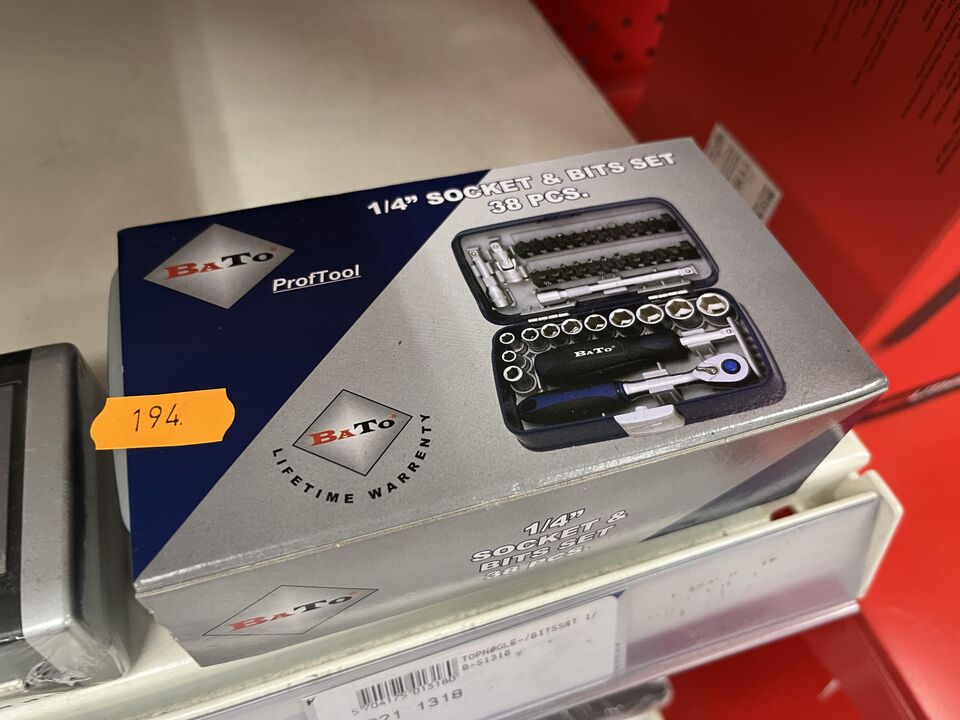 1/4” SOCKET & BITS SET
38 PCS.
BATO®
ProfTool
BATO
194.
BATO®
LIFETIME WARRENTY
1/4”
SOCKET &
BITS SET
38 PCS.
BATO
TOPNØGLE-/BITSSÆT 1/
B-S1318
1318